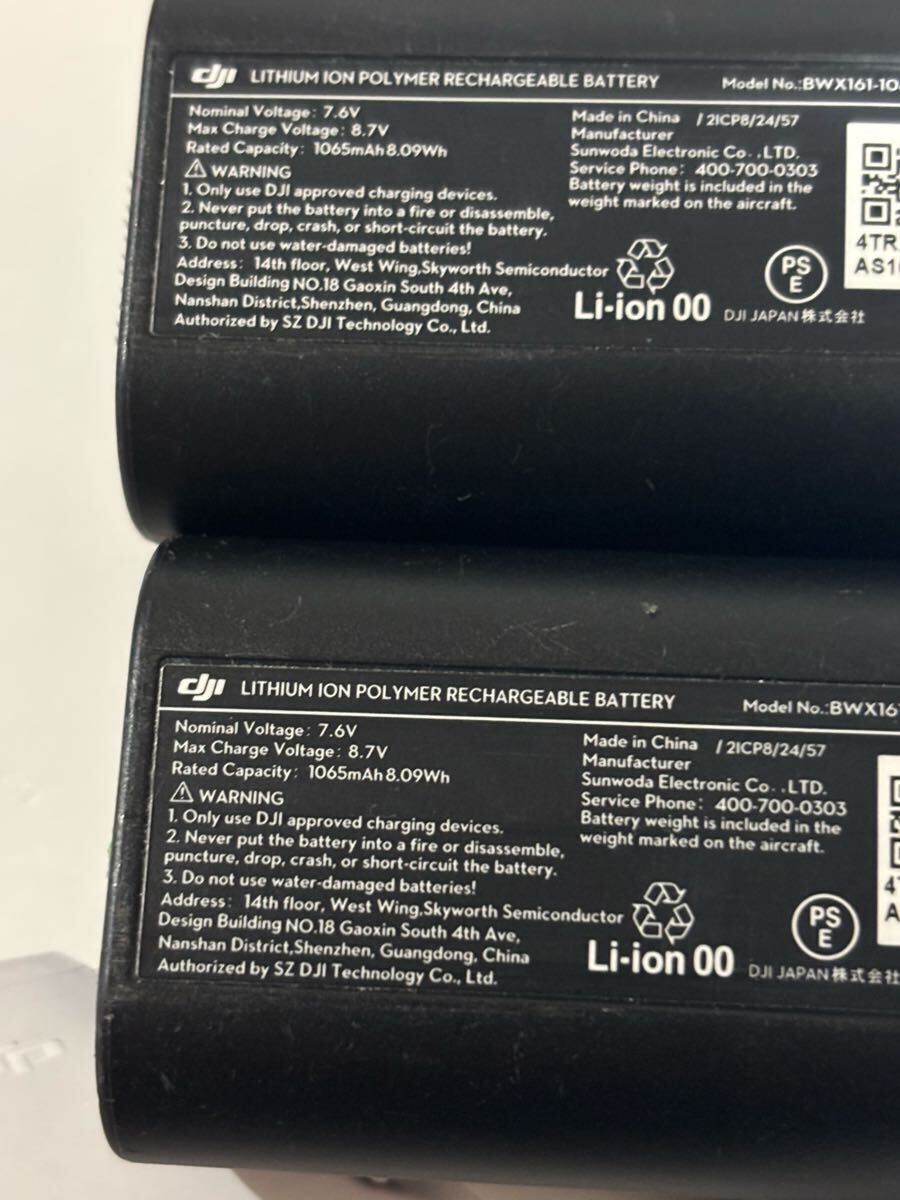 dji LITHIUM ION POLYMER RECHARGEABLE BATTERY Model No.:BWX161-10
Nominal Voltage: 7.6V
Max Charge Voltage: 8.7V
Rated Capacity: 1065mAh 8.09Wh
WARNING
1. Only use DJI approved charging devices.
2. Never put the battery into a fire or disassemble,
puncture, drop, crash, or short-circuit the battery.
3. Do not use water-damaged batteries!
Address: 14th floor, West Wing,Skyworth Semiconductor
Design Building NO.18 Gaoxin South 4th Ave,
Nanshan District,Shenzhen, Guangdong, China
Authorized by SZ DJI Technology Co., Ltd.
Made in China / 2ICP8/24/57
Manufacturer
Sunwoda Electronic Co.,LTD.
Service Phone: 400-700-0303
Battery weight is included in the
weight marked on the aircraft.
Li-ion 00
PS
E
DJI JAPAN株式会社
4TR
AS1
dji LITHIUM ION POLYMER RECHARGEABLE BATTERY Model No.:BWX16
Nominal Voltage: 7.6V
Max Charge Voltage: 8.7V
Rated Capacity: 1065mAh 8.09Wh
WARNING
1. Only use DJI approved charging devices.
2. Never put the battery into a fire or disassemble,
puncture, drop, crash, or short-circuit the battery.
3. Do not use water-damaged batteries!
Address: 14th floor, West Wing,Skyworth Semiconductor
Design Building NO.18 Gaoxin South 4th Ave,
Nanshan District,Shenzhen, Guangdong, China
Authorized by SZ DJI Technology Co., Ltd.
Made in China / 2ICP8/24/57
Manufacturer
Sunwoda Electronic Co.,LTD.
Service Phone: 400-700-0303
Battery weight is included in the
weight marked on the aircraft.
Li-ion 00
PS
E
DJI JAPAN株式会社